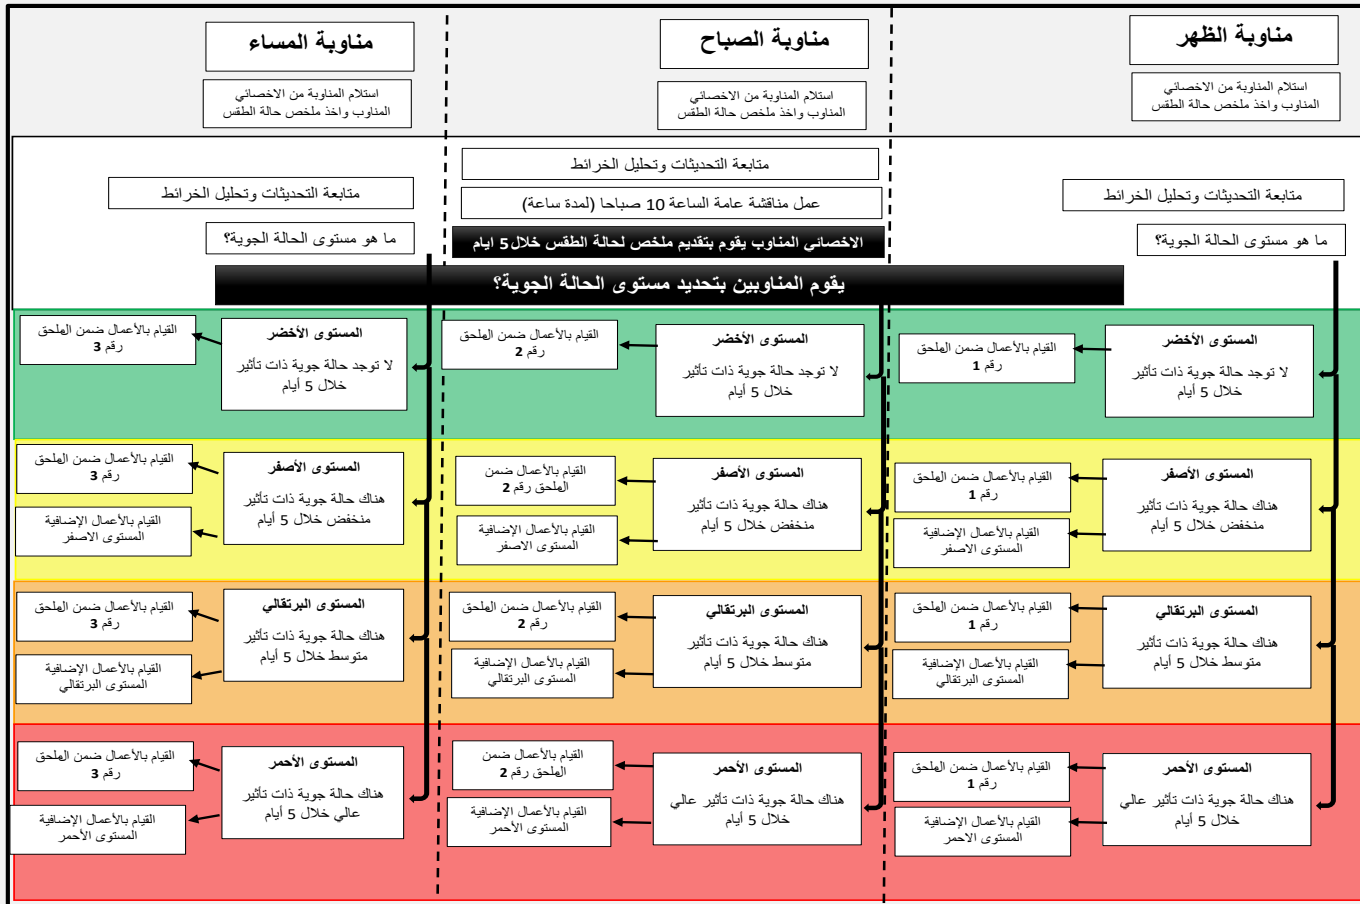 مناوبة الظهر
استلام المناوبة من الاخصائي
المناوب واخذ ملخص حالة الطقس
مناوبة الصباح
استلام المناوبة من الاخصائي
المناوب واخذ ملخص حالة الطقس
مناوبة المساء
استلام المناوبة من الاخصائي
المناوب واخذ ملخص حالة الطقس
متابعة التحديثات وتحليل الخرائط
ما هو مستوى الحالة الجوية؟
متابعة التحديثات وتحليل الخرائط
عمل مناقشة عامة الساعة 10 صباحا (لمدة ساعة)
الاخصائي المناوب يقوم بتقديم ملخص لحالة الطقس خلال 5 ايام
متابعة التحديثات وتحليل الخرائط
ما هو مستوى الحالة الجوية؟
يقوم المناوبين بتحديد مستوى الحالة الجوية؟
المستوى الأخضر
لا توجد حالة جوية ذات تأثير
خلال 5 أيام
القيام بالأعمال ضمن الملحق
رقم 1
المستوى الأخضر
لا توجد حالة جوية ذات تأثير
خلال 5 أيام
القيام بالأعمال ضمن الملحق
رقم 2
المستوى الأخضر
لا توجد حالة جوية ذات تأثير
خلال 5 أيام
القيام بالأعمال ضمن الملحق
رقم 3
المستوى الأصفر
هناك حالة جوية ذات تأثير
منخفض خلال 5 أيام
القيام بالأعمال ضمن الملحق
رقم 1
القيام بالأعمال الإضافية
المستوى الاصفر
المستوى الأصفر
هناك حالة جوية ذات تأثير
منخفض خلال 5 أيام
القيام بالأعمال ضمن
الملحق رقم 2
القيام بالأعمال الإضافية
المستوى الاصفر
المستوى الأصفر
هناك حالة جوية ذات تأثير
منخفض خلال 5 أيام
القيام بالأعمال ضمن الملحق
رقم 3
القيام بالأعمال الإضافية
المستوى الاصفر
المستوى البرتقالي
هناك حالة جوية ذات تأثير
متوسط خلال 5 أيام
القيام بالأعمال ضمن الملحق
رقم 1
القيام بالأعمال الإضافية
المستوى البرتقالي
المستوى البرتقالي
هناك حالة جوية ذات تأثير
متوسط خلال 5 أيام
القيام بالأعمال ضمن الملحق
رقم 2
القيام بالأعمال الإضافية
المستوى البرتقالي
المستوى البرتقالي
هناك حالة جوية ذات تأثير
متوسط خلال 5 أيام
القيام بالأعمال ضمن الملحق
رقم 3
القيام بالأعمال الإضافية
المستوى البرتقالي
المستوى الأحمر
هناك حالة جوية ذات تأثير عالي
خلال 5 أيام
القيام بالأعمال ضمن الملحق
رقم 1
القيام بالأعمال الإضافية
المستوى الاحمر
المستوى الأحمر
هناك حالة جوية ذات تأثير عالي
خلال 5 أيام
القيام بالأعمال ضمن
الملحق رقم 2
القيام بالأعمال الإضافية
المستوى الأحمر
المستوى الأحمر
هناك حالة جوية ذات تأثير
عالي خلال 5 أيام
القيام بالأعمال ضمن الملحق
رقم 3
القيام بالأعمال الإضافية
المستوى الأحمر